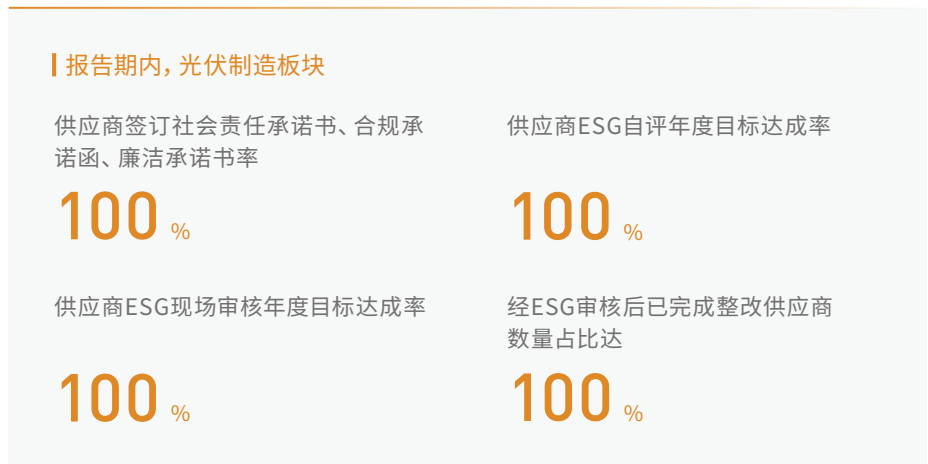 报告期内，光伏制造板块
供应商签订社会责任承诺书、合规承
诺函、廉洁承诺书率
100 %
供应商ESG自评年度目标达成率
100 %
供应商ESG现场审核年度目标达成率
100 %
经ESG审核后已完成整改供应商
数量占比达
100 %